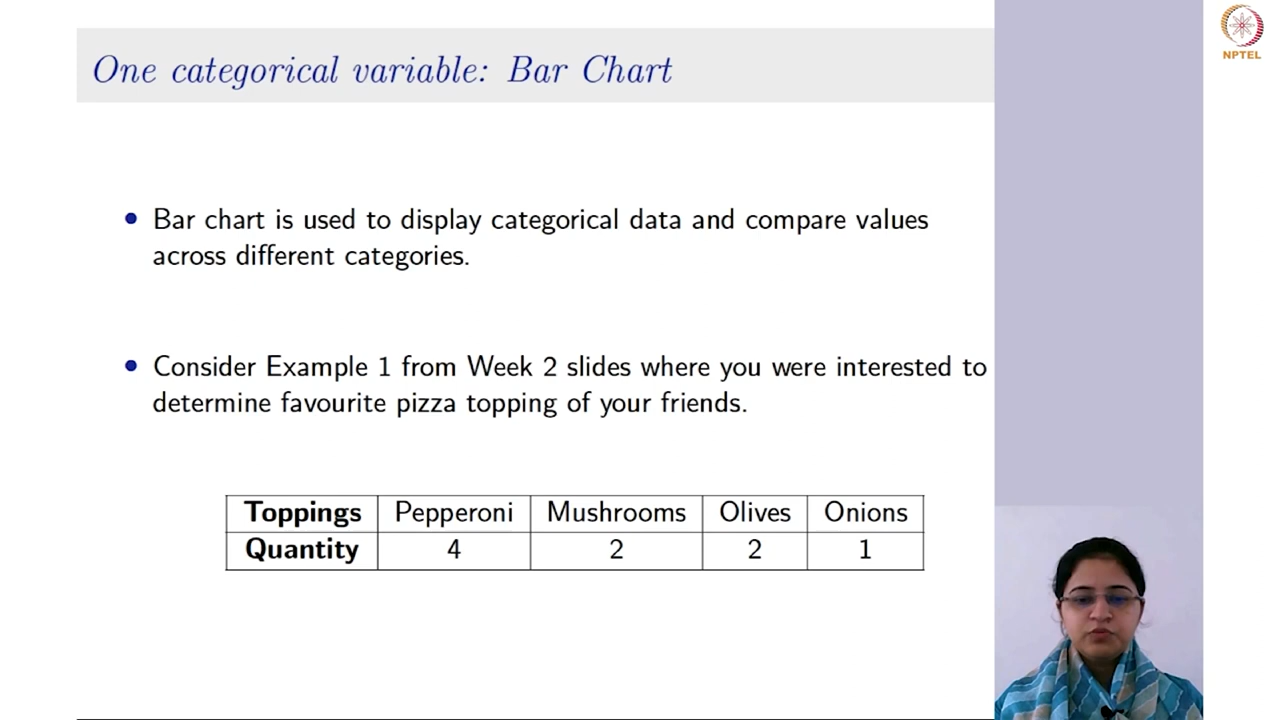 One categorical variable: Bar Chart
NPTEL
• Bar chart is used to display categorical data and compare values
across different categories.
• Consider Example 1 from Week 2 slides where you were interested to
determine favourite pizza topping of your friends.
Toppings Pepperoni Mushrooms Olives Onions
Quantity 4 2 2 1